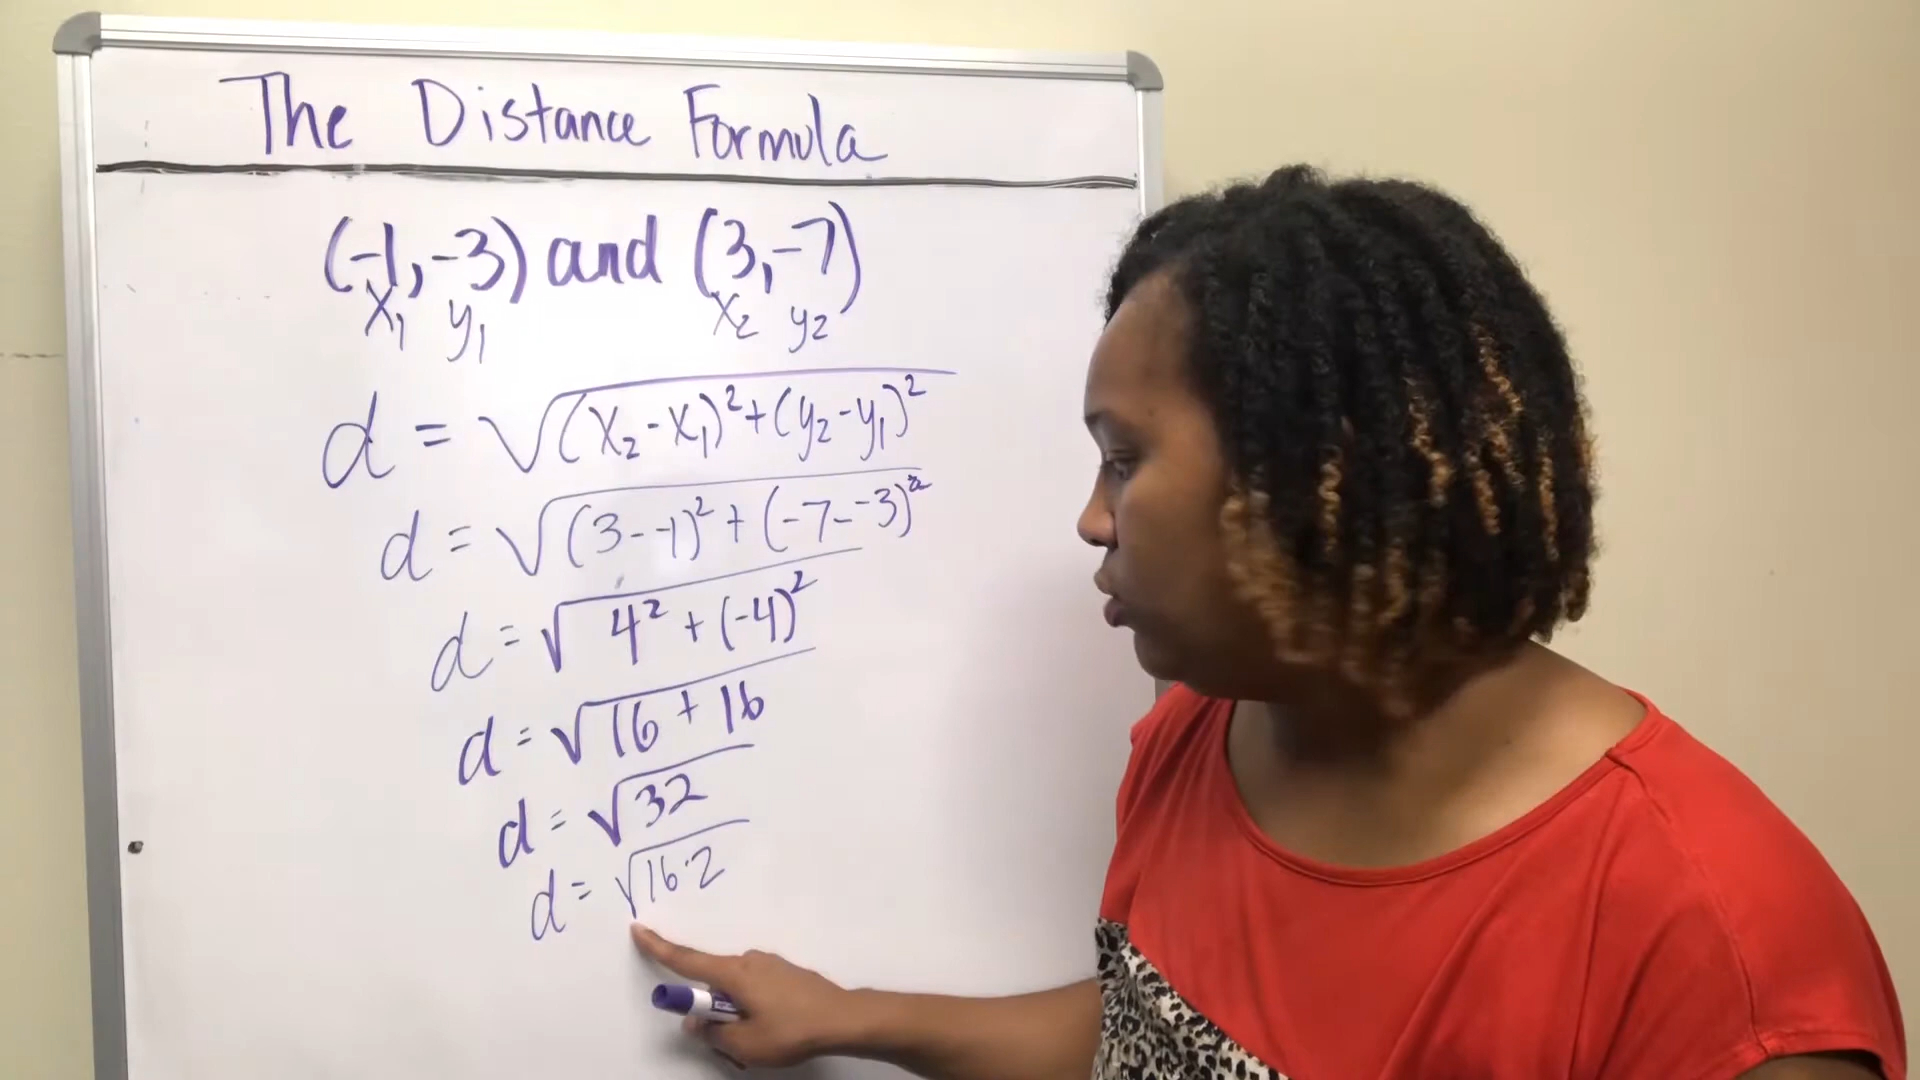 The Distance Formula
(-1, -3) and (3, -7)
x₁ y₁ x₂ y₂
d = √(x₂ - x₁)² + (y₂ - y₁)²
d = √(3 - -1)² + (-7 - -3)²
d = √4² + (-4)²
d = √16 + 16
d = √32
d = √16·2